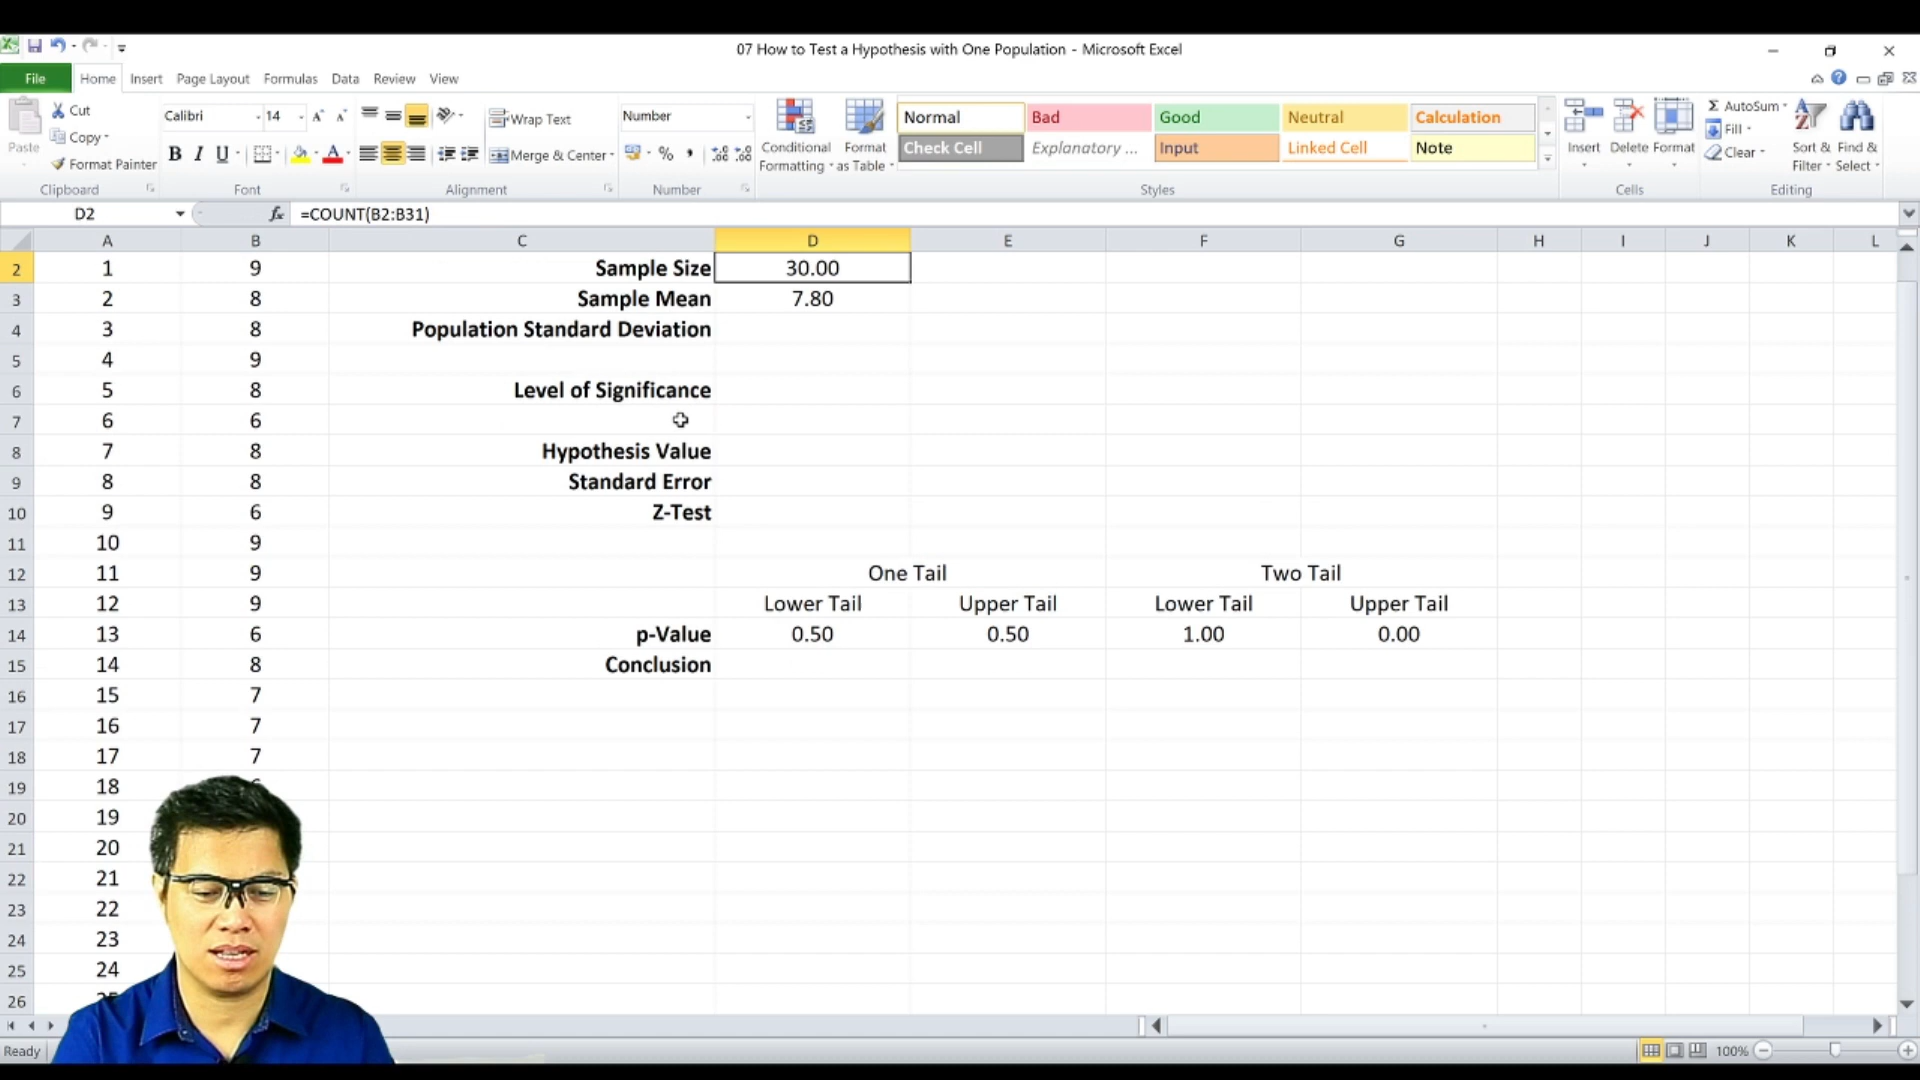 07 How to Test a Hypothesis with One Population - Microsoft Excel
File Home Insert Page Layout Formulas Data Review View
Paste Cut Copy Format Painter Clipboard
Calibri 14 B I U Font
Wrap Text Merge & Center Alignment
Number % , Number
Conditional Formatting Format as Table
Normal Bad Good Neutral Calculation
Check Cell Explanatory ... Input Linked Cell Note
Styles
Insert Delete Format Cells
Σ AutoSum Fill Clear Sort & Filter Find & Select Editing
D2 fx =COUNT(B2:B31)
A B C D E F G H I J K L
2 1 9 Sample Size 30.00
3 2 8 Sample Mean 7.80
4 3 8 Population Standard Deviation
5 4 9
6 5 8 Level of Significance
7 6 6
8 7 8 Hypothesis Value
9 8 8 Standard Error
10 9 6 Z-Test
11 10 9
12 11 9 One Tail Two Tail
13 12 9 Lower Tail Upper Tail Lower Tail Upper Tail
14 13 6 p-Value 0.50 0.50 1.00 0.00
15 14 8 Conclusion
16 15 7
17 16 7
18 17 7
19 18
20 19
21 20
22 21
23 22
24 23
25 24
26
Ready 100%